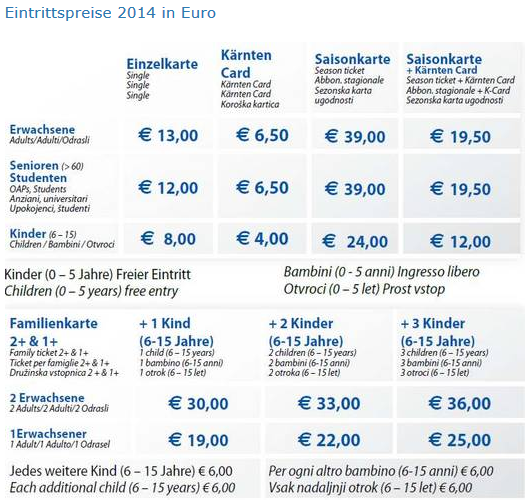 Eintrittspreise 2014 in Euro
Einzelkarte
Single
Single
Single
Kärnten
Card
Kärnten Card
Kärnten Card
Koroška kartica
Saisonkarte
Season ticket
Abbon. stagionale
Sezonska karta
ugodnosti
Saisonkarte
+ Kärnten Card
Season ticket + Kärnten Card
Abbon. stagionale + K-Card
Sezonska karta + Kärnten Card
ugodnosti
Erwachsene
Adults/Adulti/Odrasli
€ 13,00 € 6,50 € 39,00 € 19,50
Senioren (> 60)
Studenten
OAPs, Students
Anziani, universitari
Upokojenci, študenti
€ 12,00 € 6,50 € 39,00 € 19,50
Kinder (6 – 15)
Children / Bambini / Otroci
€ 8,00 € 4,00 € 24,00 € 12,00
Kinder (0 – 5 Jahre) Freier Eintritt
Children (0 – 5 years) free entry
Bambini (0 - 5 anni) Ingresso libero
Otvroci (0 – 5 let) Prost vstop
Familienkarte
2+ & 1+
Family ticket 2+ & 1+
Ticket per famiglie 2+ & 1+
Družinska vstopnica 2+ & 1+
+ 1 Kind
(6-15 Jahre)
1 child (6 – 15 years)
1 bambino (6-15 anni)
1 otrok (6 – 15 let)
+ 2 Kinder
(6-15 Jahre)
2 children (6 – 15 years)
2 bambini (6-15 anni)
2 otroka (6 – 15 let)
+ 3 Kinder
(6-15 Jahre)
3 children (6 – 15 years)
3 bambini (6-15 anni)
3 otroci (6 – 15 let)
2 Erwachsene
2 Adults/2 Adulti/2 Odrasli
€ 30,00 € 33,00 € 36,00
1Erwachsener
1 Adult/1 Adulto/1 Odrasel
€ 19,00 € 22,00 € 25,00
Jedes weitere Kind (6 – 15 Jahre) € 6,00
Each additional child (6 – 15 years) € 6,00
Per ogni altro bambino (6-15 anni) € 6,00
Vsak nadaljnji otrok (6 – 15 let) € 6,00